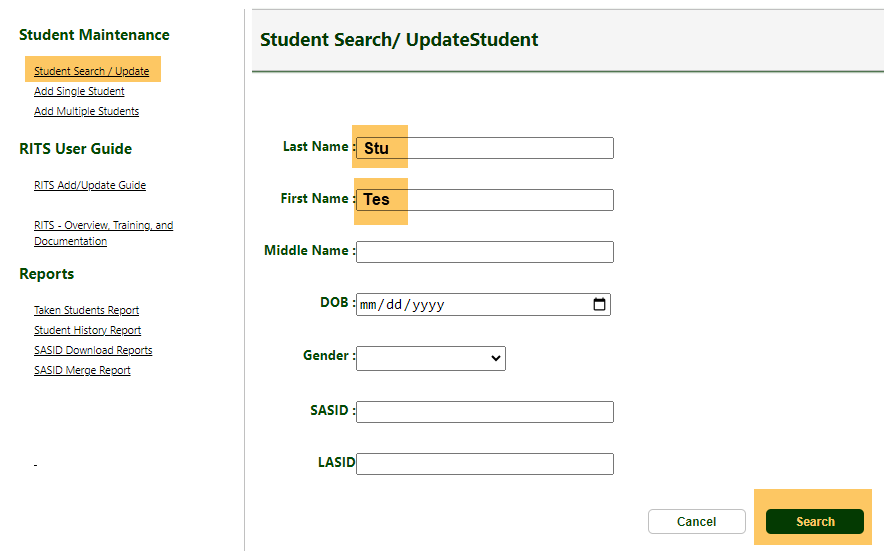 Student Maintenance
Student Search / Update
Add Single Student
Add Multiple Students
RITS User Guide
RITS Add/Update Guide
RITS - Overview, Training, and
Documentation
Reports
Taken Students Report
Student History Report
SASID Download Reports
SASID Merge Report
-
Student Search/ UpdateStudent
Last Name : Stu
First Name : Tes
Middle Name :
DOB : mm/dd/yyyy
Gender :
SASID :
LASID
Cancel Search